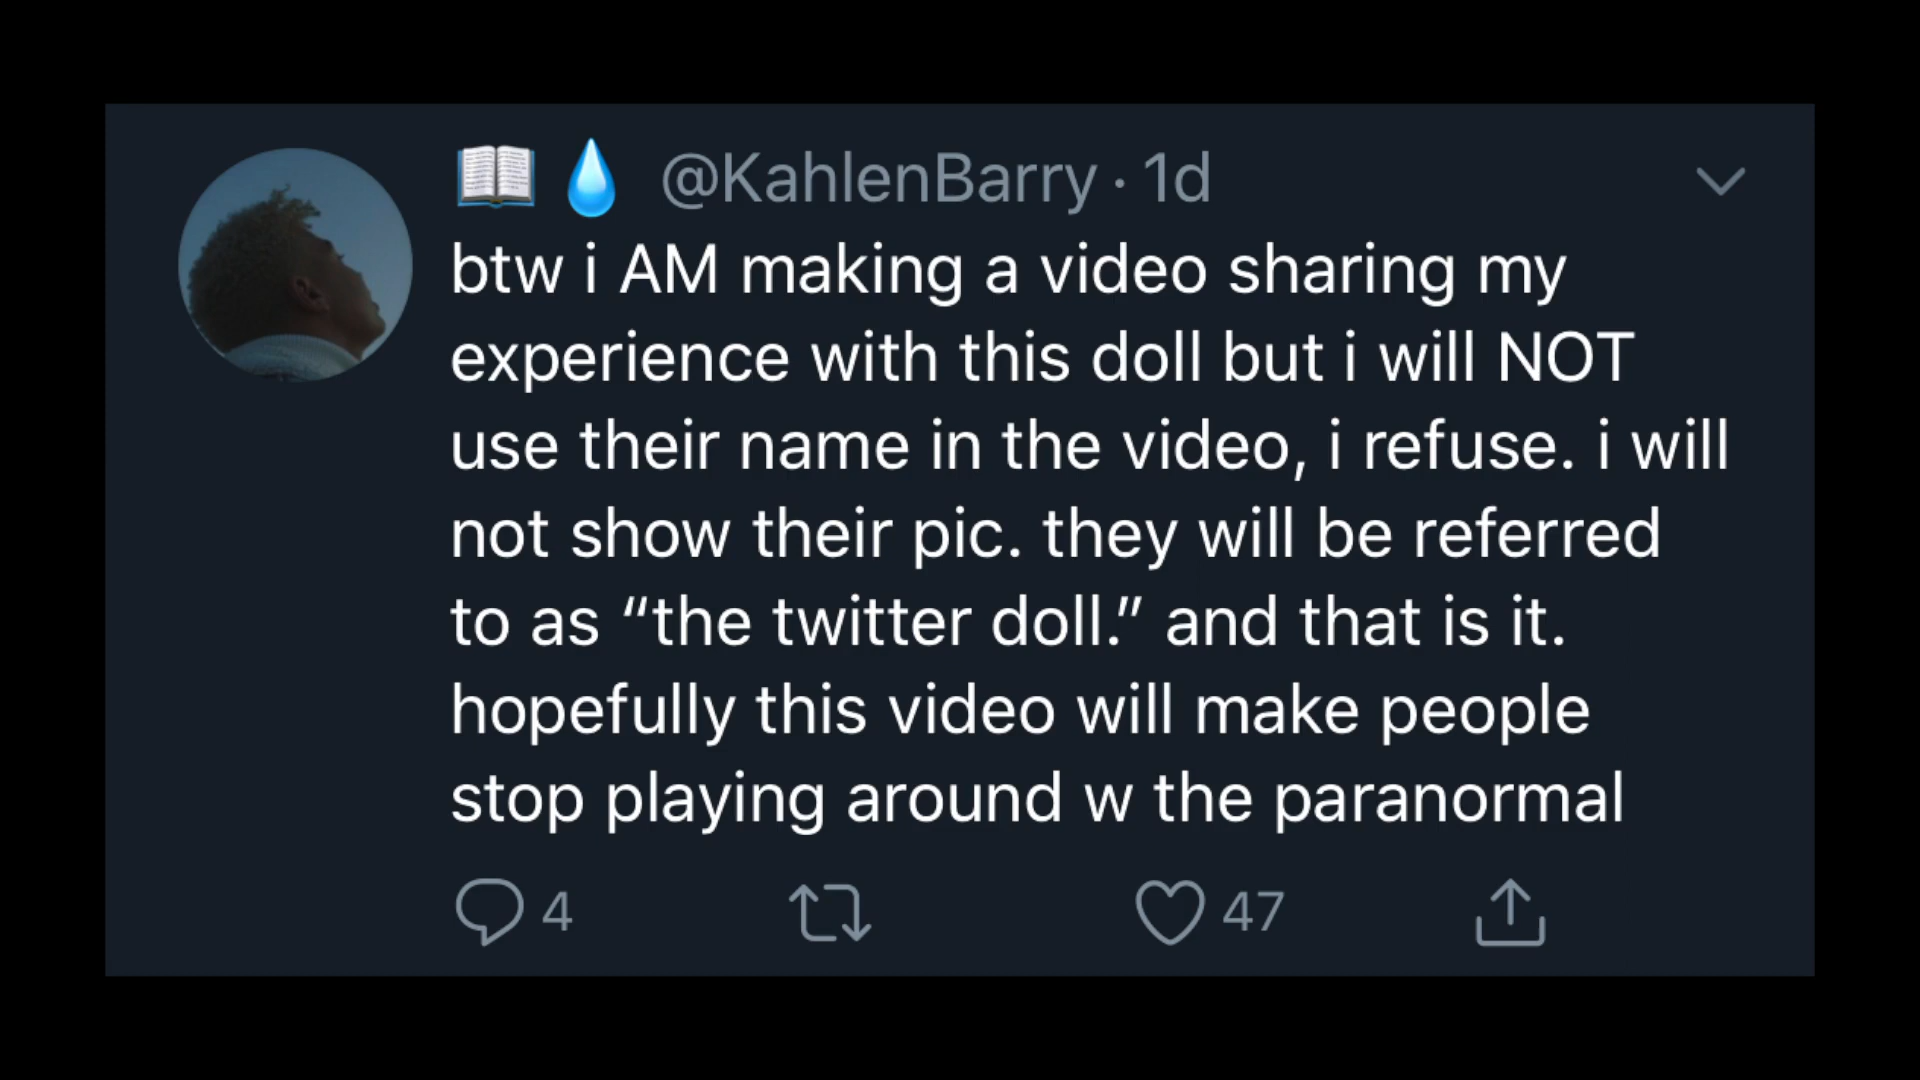 📖💧 @KahlenBarry · 1d
btw i AM making a video sharing my
experience with this doll but i will NOT
use their name in the video, i refuse. i will
not show their pic. they will be referred
to as “the twitter doll.” and that is it.
hopefully this video will make people
stop playing around w the paranormal
4 47